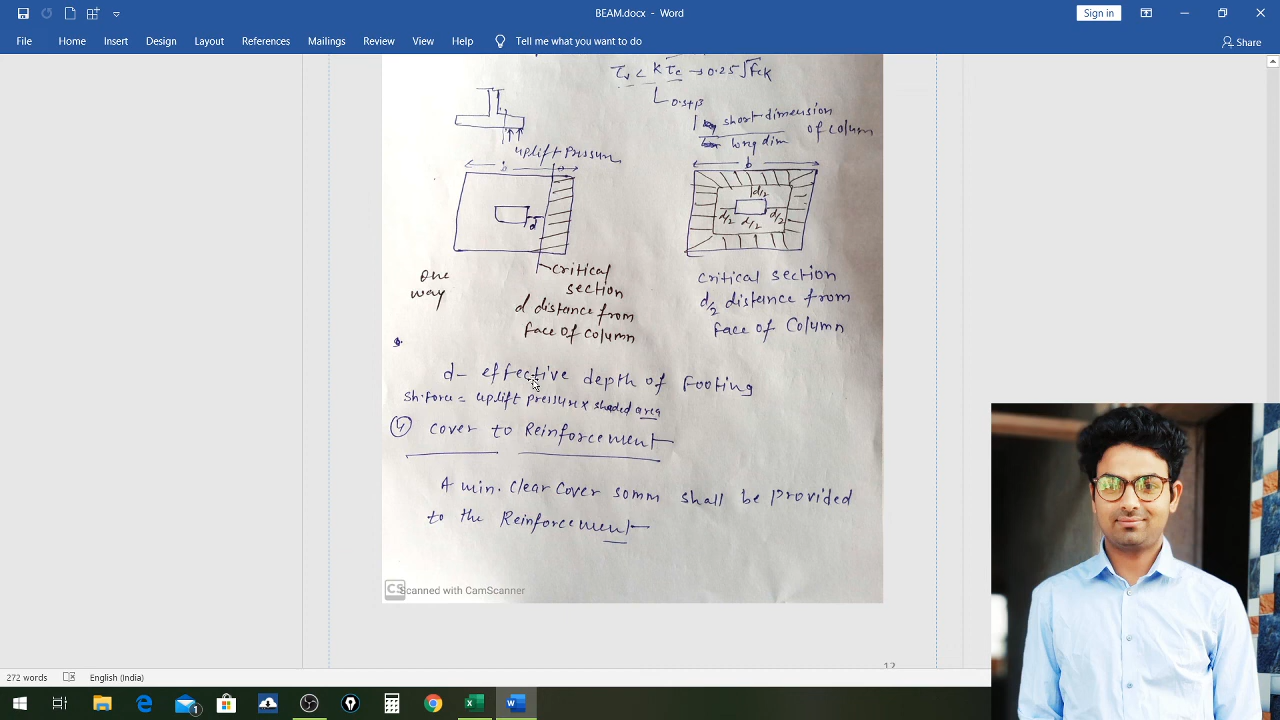 BEAM.docx - Word
Sign in
File Home Insert Design Layout References Mailings Review View Help Tell me what you want to do Share
τv < k τc → 0.25 √fck
0.5+β
short dimension
long dim
of column
uplift pressure
b
b
d
d/2
d/2 d/2 d/2
One
way
critical
section
d distance from
face of column
critical section
d/2 distance from
face of Column
d - effective depth of footing
Sh.Force = uplift pressure x shaded area
4 cover to Reinforcement
A min. Clear Cover 50mm shall be provided
to the Reinforcement
CS Scanned with CamScanner
12
272 words English (India)